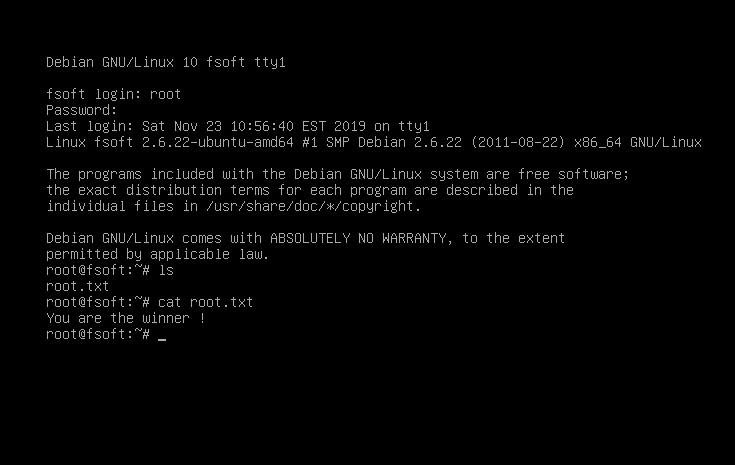 Debian GNU/Linux 10 fsoft tty1
fsoft login: root
Password:
Last login: Sat Nov 23 10:56:40 EST 2019 on tty1
Linux fsoft 2.6.22-ubuntu-amd64 #1 SMP Debian 2.6.22 (2011-08-22) x86_64 GNU/Linux
The programs included with the Debian GNU/Linux system are free software;
the exact distribution terms for each program are described in the
individual files in /usr/share/doc/*/copyright.
Debian GNU/Linux comes with ABSOLUTELY NO WARRANTY, to the extent
permitted by applicable law.
root@fsoft:~# ls
root.txt
root@fsoft:~# cat root.txt
You are the winner !
root@fsoft:~# _